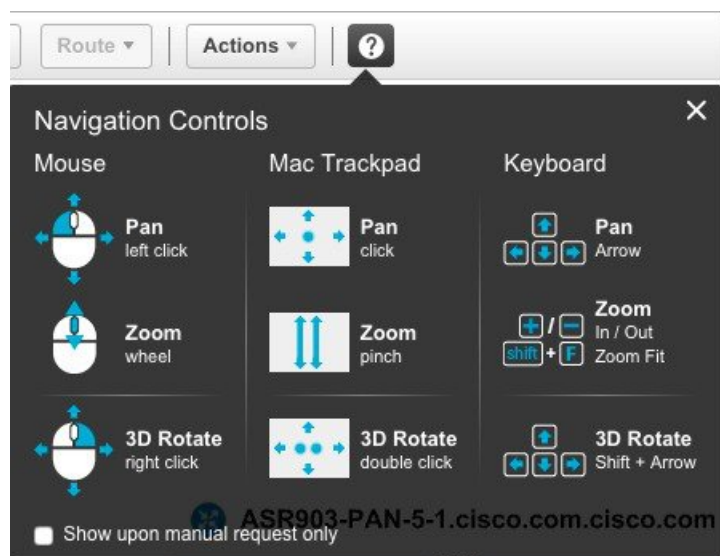 Route Actions ?
Navigation Controls
Mouse Mac Trackpad Keyboard
Pan
left click
Pan
click
Pan
Arrow
Zoom
wheel
Zoom
pinch
+ / -
shift + F
Zoom
In / Out
Zoom Fit
3D Rotate
right click
3D Rotate
double click
3D Rotate
Shift + Arrow
ASR903-PAN-5-1.cisco.com.cisco.com
Show upon manual request only